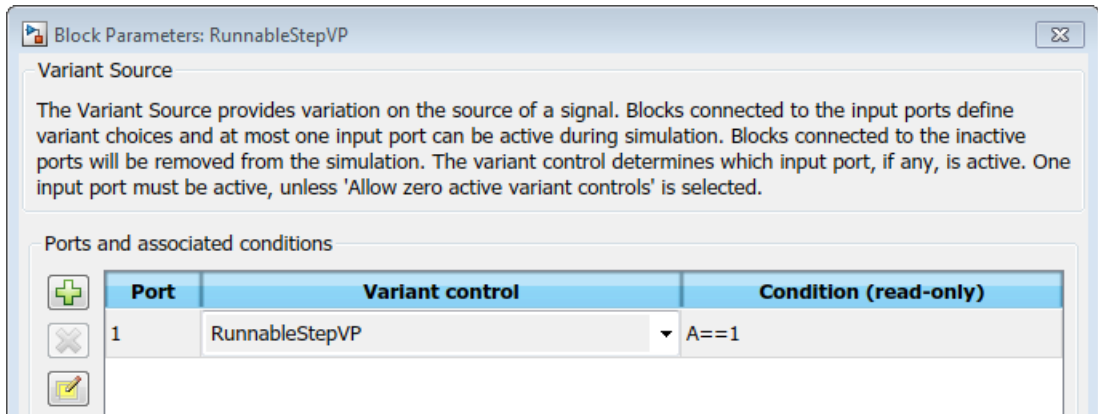 Block Parameters: RunnableStepVP
Variant Source
The Variant Source provides variation on the source of a signal. Blocks connected to the input ports define
variant choices and at most one input port can be active during simulation. Blocks connected to the inactive
ports will be removed from the simulation. The variant control determines which input port, if any, is active. One
input port must be active, unless 'Allow zero active variant controls' is selected.
Ports and associated conditions
Port Variant control Condition (read-only)
1 RunnableStepVP A==1